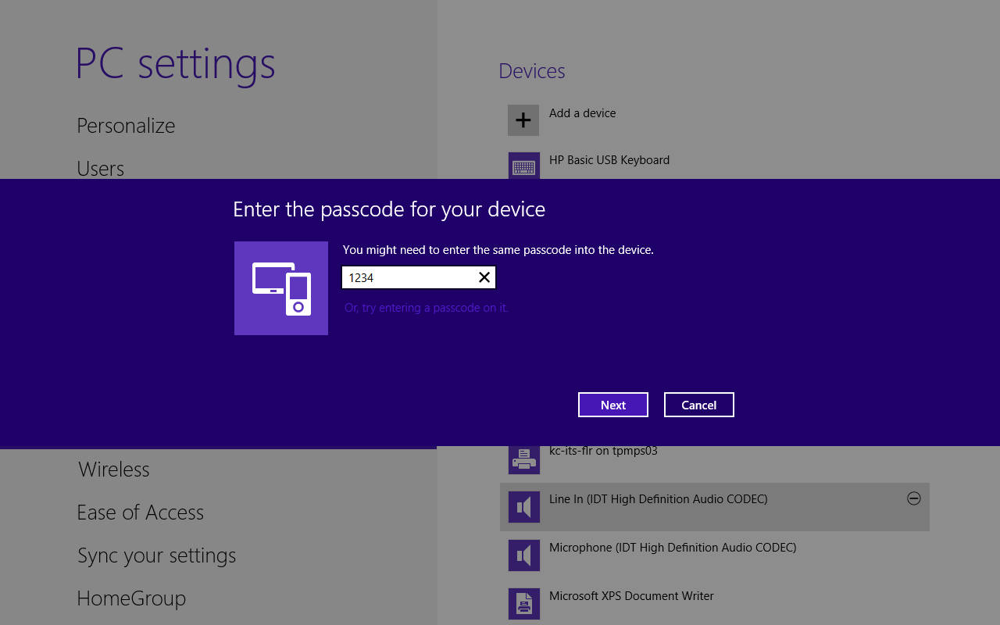 PC settings
Personalize
Users
Devices
Add a device
HP Basic USB Keyboard
Enter the passcode for your device
You might need to enter the same passcode into the device.
1234
Or, try entering a passcode on it.
Next
Cancel
Wireless
Ease of Access
Sync your settings
HomeGroup
kc-its-flr on tpmps03
Line In (IDT High Definition Audio CODEC)
Microphone (IDT High Definition Audio CODEC)
Microsoft XPS Document Writer